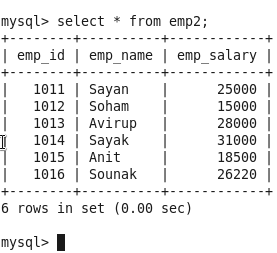 mysql> select * from emp2;
+--------+----------+------------+
| emp_id | emp_name | emp_salary |
+--------+----------+------------+
|   1011 | Sayan    |      25000 |
|   1012 | Soham    |      15000 |
|   1013 | Avirup   |      28000 |
|   1014 | Sayak    |      31000 |
|   1015 | Anit     |      18500 |
|   1016 | Sounak   |      26220 |
+--------+----------+------------+
6 rows in set (0.00 sec)
mysql>